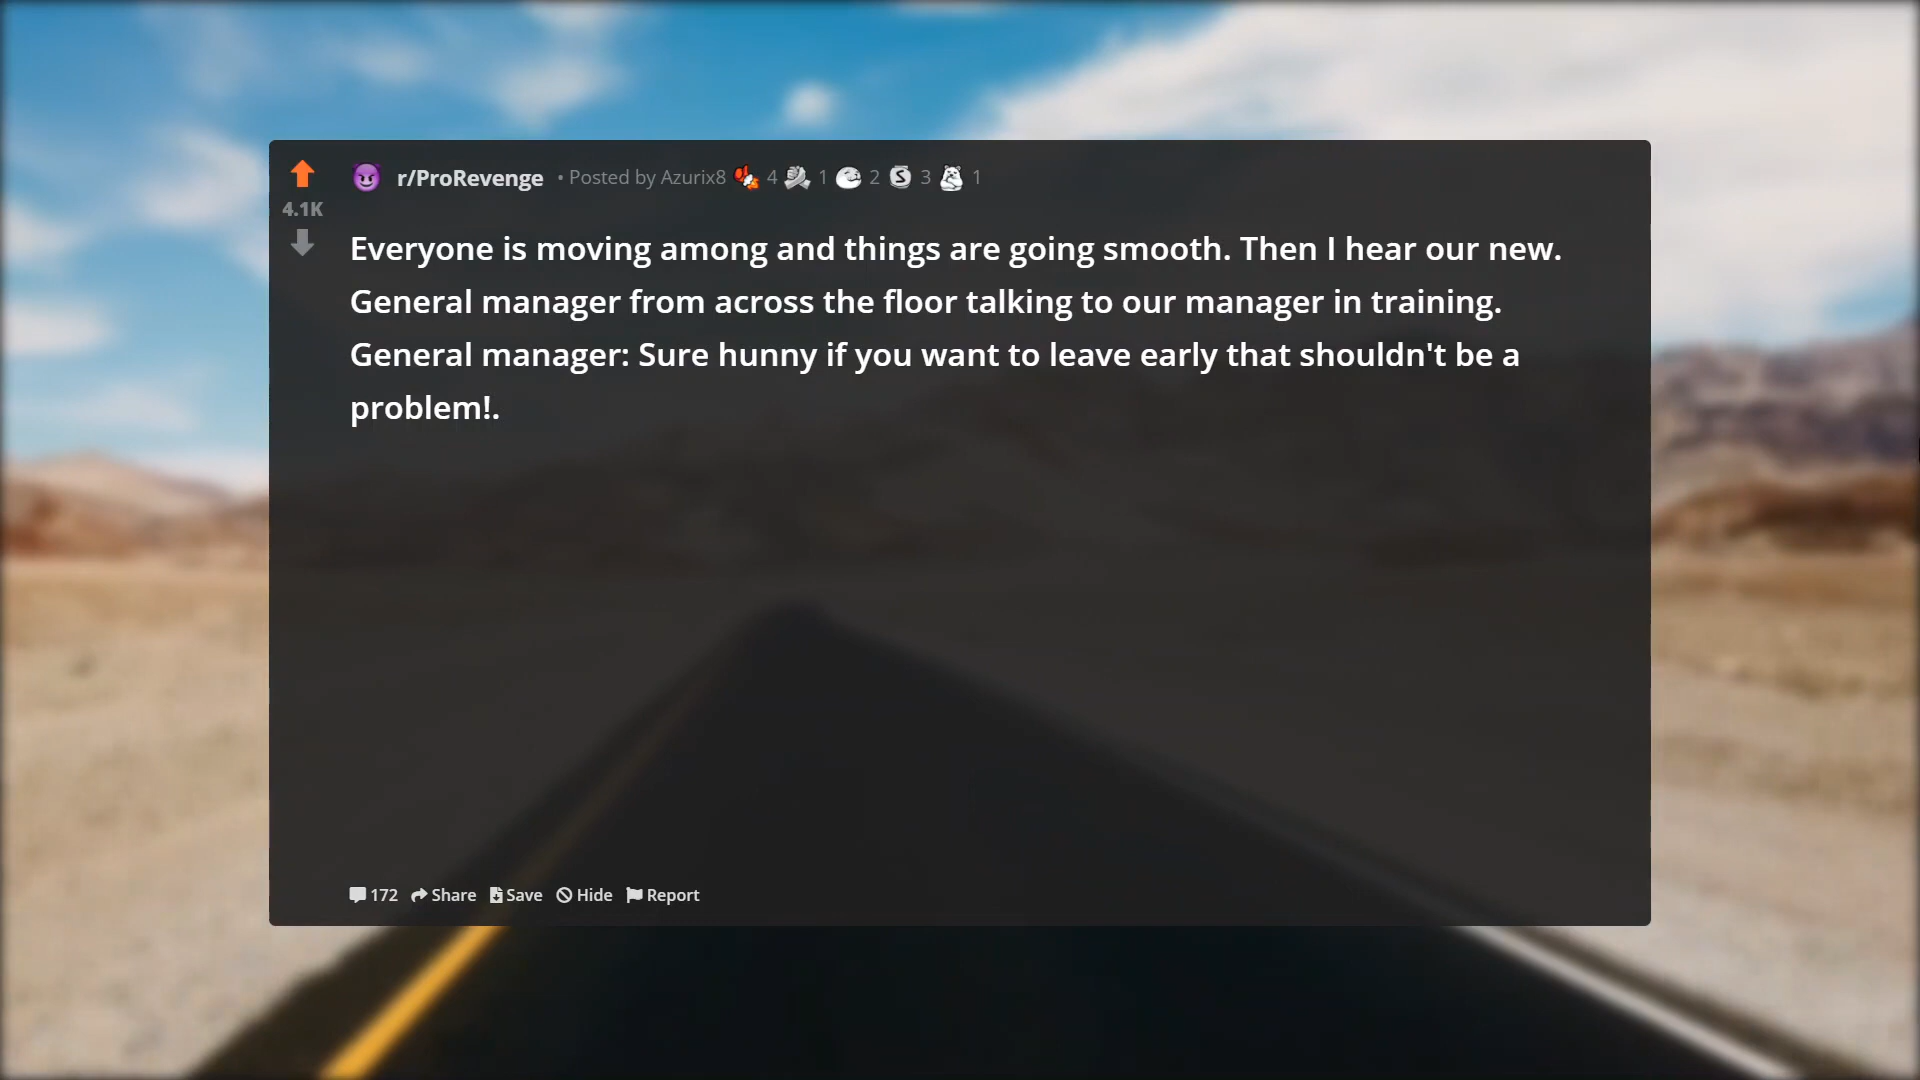 r/ProRevenge • Posted by Azurix8 4 1 2 3 1
4.1K
Everyone is moving among and things are going smooth. Then I hear our new.
General manager from across the floor talking to our manager in training.
General manager: Sure hunny if you want to leave early that shouldn't be a
problem!.
172 Share Save Hide Report